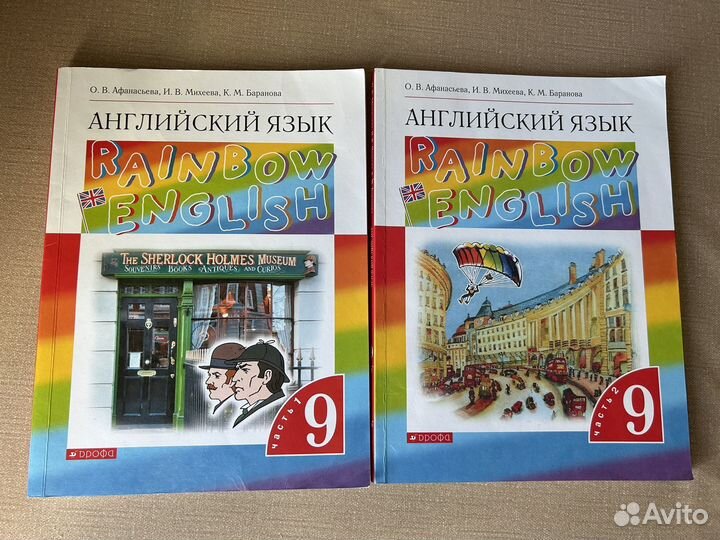 О. В. Афанасьева, И. В. Михеева, К. М. Баранова
АНГЛИЙСКИЙ ЯЗЫК
RAINBOW
ENGLISH
THE SHERLOCK HOLMES MUSEUM
SOUVENIRS BOOKS ANTIQUES AND CURIOS
часть 1
9
дрофа
О. В. Афанасьева, И. В. Михеева, К. М. Баранова
АНГЛИЙСКИЙ ЯЗЫК
RAINBOW
ENGLISH
часть 2
9
дрофа
Avito